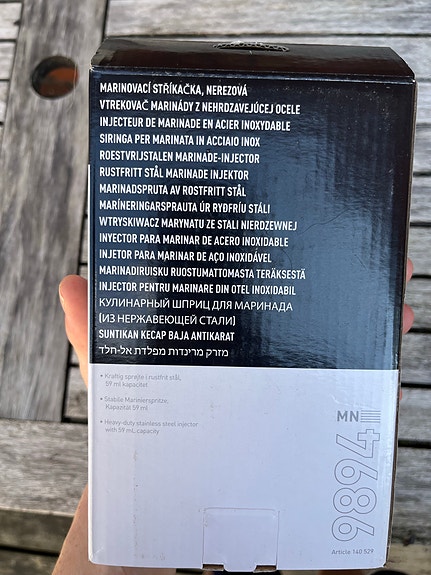 MARINOVACÍ STŘÍKAČKA, NEREZOVÁ
VTREKOVAČ MARINÁDY Z NEHRDZAVEJÚCEJ OCELE
INJECTEUR DE MARINADE EN ACIER INOXYDABLE
SIRINGA PER MARINATA IN ACCIAIO INOX
ROESTVRIJSTALEN MARINADE-INJECTOR
RUSTFRITT STÅL MARINADE INJEKTOR
MARINADSPRUTA AV ROSTFRITT STÅL
MARÍNERINGARSPRAUTA ÚR RYÐFRÍU STÁLI
WTRYSKIWACZ MARYNATU ZE STALI NIERDZEWNEJ
INYECTOR PARA MARINAR DE ACERO INOXIDABLE
INJETOR PARA MARINAR DE AÇO INOXIDÁVEL
MARINADIRUISKU RUOSTUMATTOMASTA TERÄKSESTÄ
INJECTOR PENTRU MARINARE DIN OTEL INOXIDABIL
КУЛИНАРНЫЙ ШПРИЦ ДЛЯ МАРИНАДА
(ИЗ НЕРЖАВЕЮЩЕЙ СТАЛИ)
SUNTIKAN KECAP BAJA ANTIKARAT
מזרק מרינדות מפלדת אל-חלד
• Kraftig sprøjte i rustfrit stål,
59 ml kapacitet
• Stabile Marinierspritze.
Kapazität 59 ml
• Heavy-duty stainless steel injector
with 59 mL capacity
MN
4686
Article 140 529